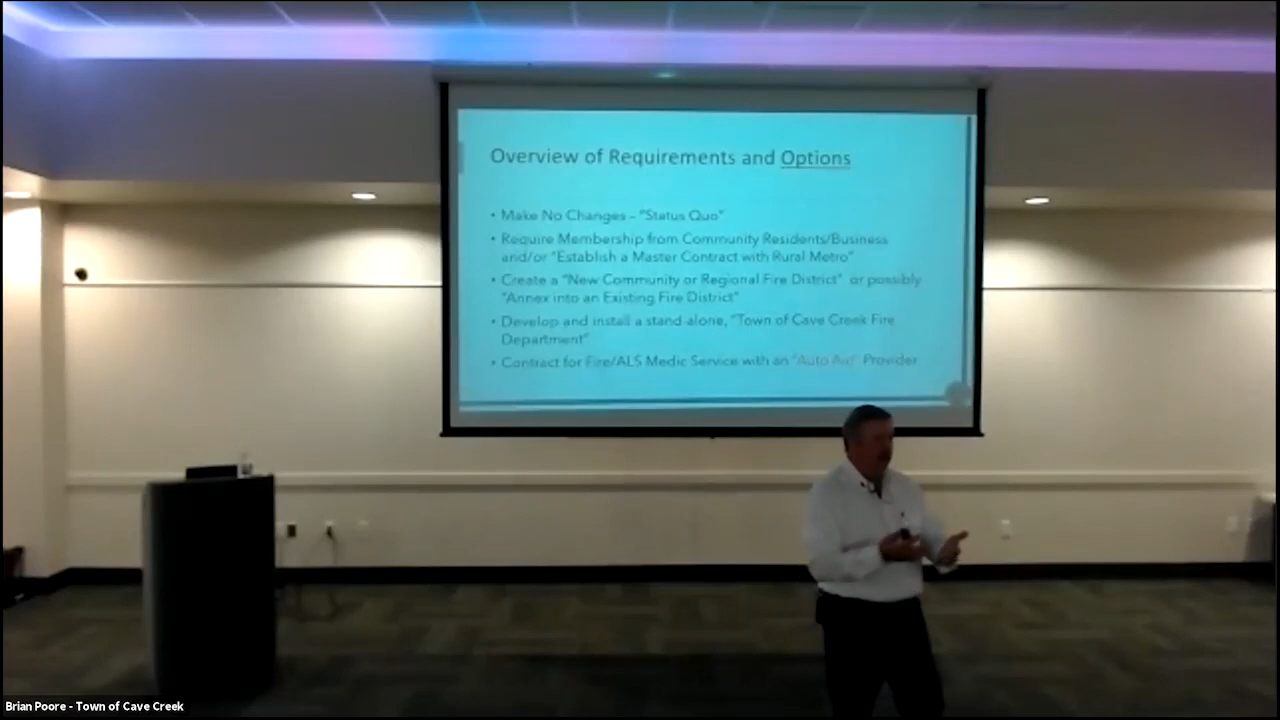 Overview of Requirements and Options
• Make No Changes – "Status Quo"
• Require Membership from Community Residents/Business
and/or "Establish a Master Contract with Rural Metro"
• Create a "New Community or Regional Fire District" or possibly
"Annex into an Existing Fire District"
• Develop and install a stand alone, "Town of Cave Creek Fire
Department"
• Contract for Fire/ALS Medic Service with an "Auto Aid" Provider
Brian Poore - Town of Cave Creek